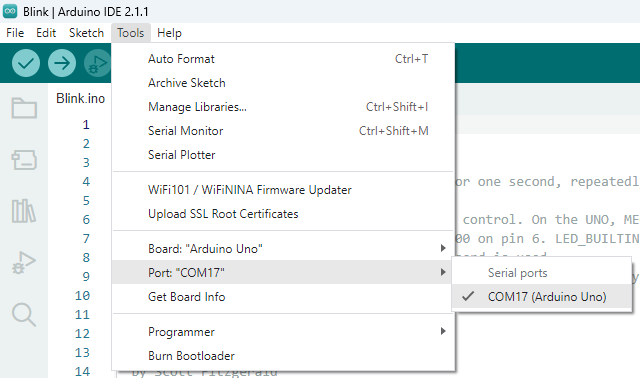 Blink | Arduino IDE 2.1.1
File Edit Sketch Tools Help
Auto Format Ctrl+T
Blink.ino
Archive Sketch
Manage Libraries... Ctrl+Shift+I
1
Serial Monitor Ctrl+Shift+M
2
Serial Plotter
3
4 or one second, repeatedl
WiFi101 / WiFiNINA Firmware Updater
5
Upload SSL Root Certificates
6 control. On the UNO, ME
7 00 on pin 6. LED_BUILTIN
Board: "Arduino Uno"
8 is used
Port: "COM17"
Serial ports
9
Get Board Info
COM17 (Arduino Uno)
10
11
Programmer
12
Burn Bootloader
13
14 by Scott Fitzgerald